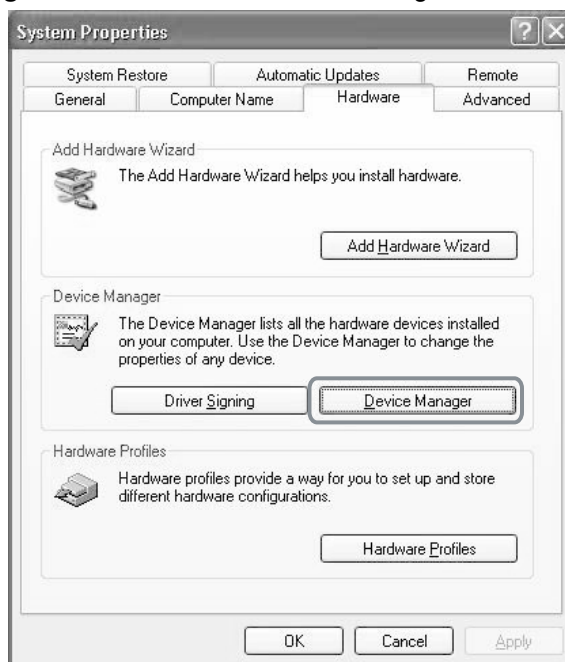 System Properties
System Restore Automatic Updates Remote
General Computer Name Hardware Advanced
Add Hardware Wizard
The Add Hardware Wizard helps you install hardware.
Add Hardware Wizard
Device Manager
The Device Manager lists all the hardware devices installed
on your computer. Use the Device Manager to change the
properties of any device.
Driver Signing Device Manager
Hardware Profiles
Hardware profiles provide a way for you to set up and store
different hardware configurations.
Hardware Profiles
OK Cancel Apply